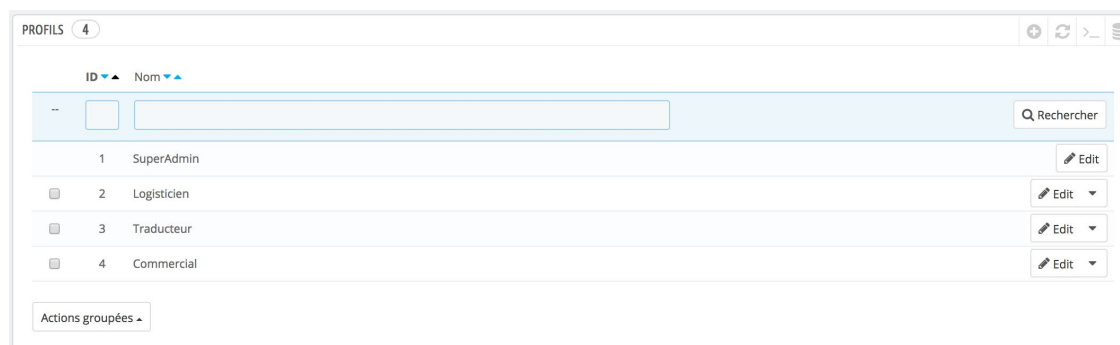 PROFILS 4
ID Nom
-- Rechercher
1 SuperAdmin Edit
2 Logisticien Edit
3 Traducteur Edit
4 Commercial Edit
Actions groupées